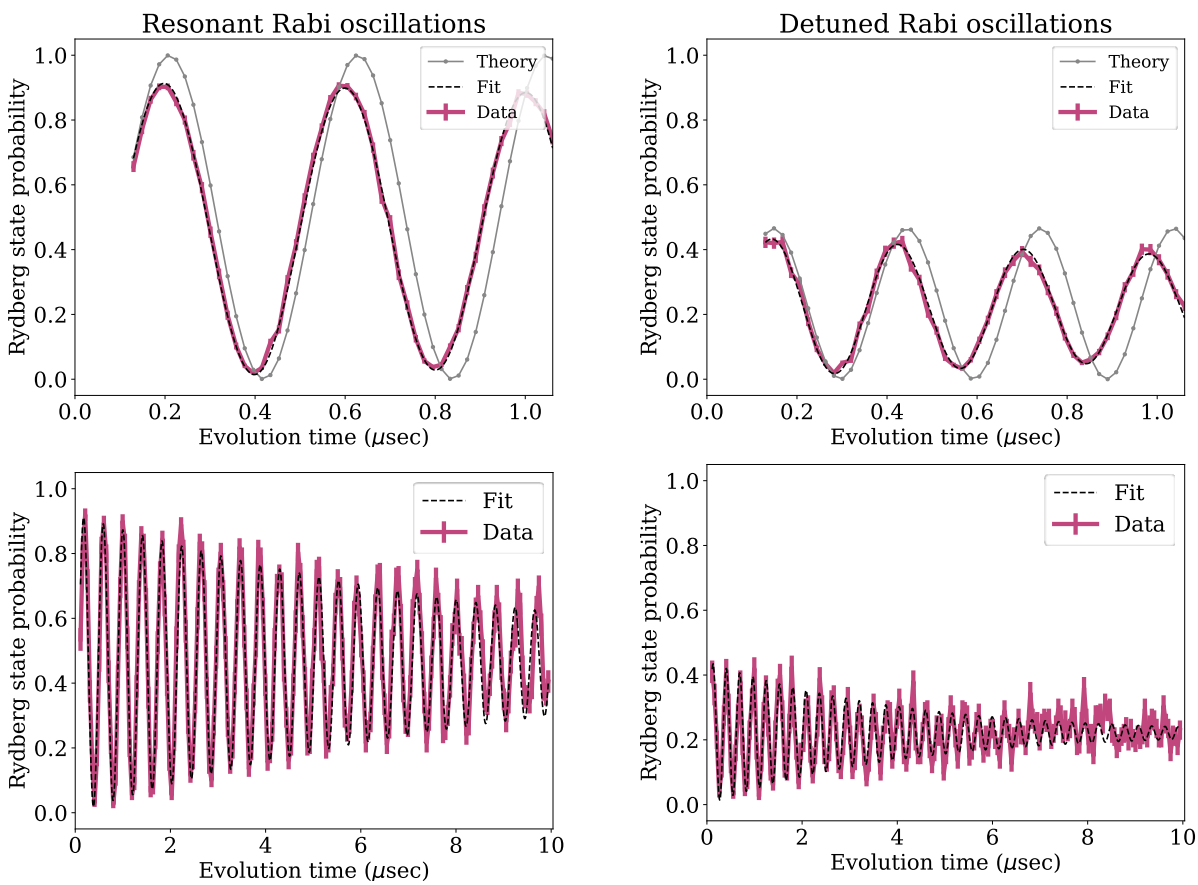 Resonant Rabi oscillations
Rydberg state probability
1.0
0.8
0.6
0.4
0.2
0.0
Theory
Fit
Data
0.0
0.2
0.4
0.6
0.8
1.0
Evolution time (μsec)
Detuned Rabi oscillations
Rydberg state probability
1.0
0.8
0.6
0.4
0.2
0.0
Theory
Fit
Data
0.0
0.2
0.4
0.6
0.8
1.0
Evolution time (μsec)
Rydberg state probability
1.0
0.8
0.6
0.4
0.2
0.0
Fit
Data
0
2
4
6
8
10
Evolution time (μsec)
Rydberg state probability
1.0
0.8
0.6
0.4
0.2
0.0
Fit
Data
0
2
4
6
8
10
Evolution time (μsec)